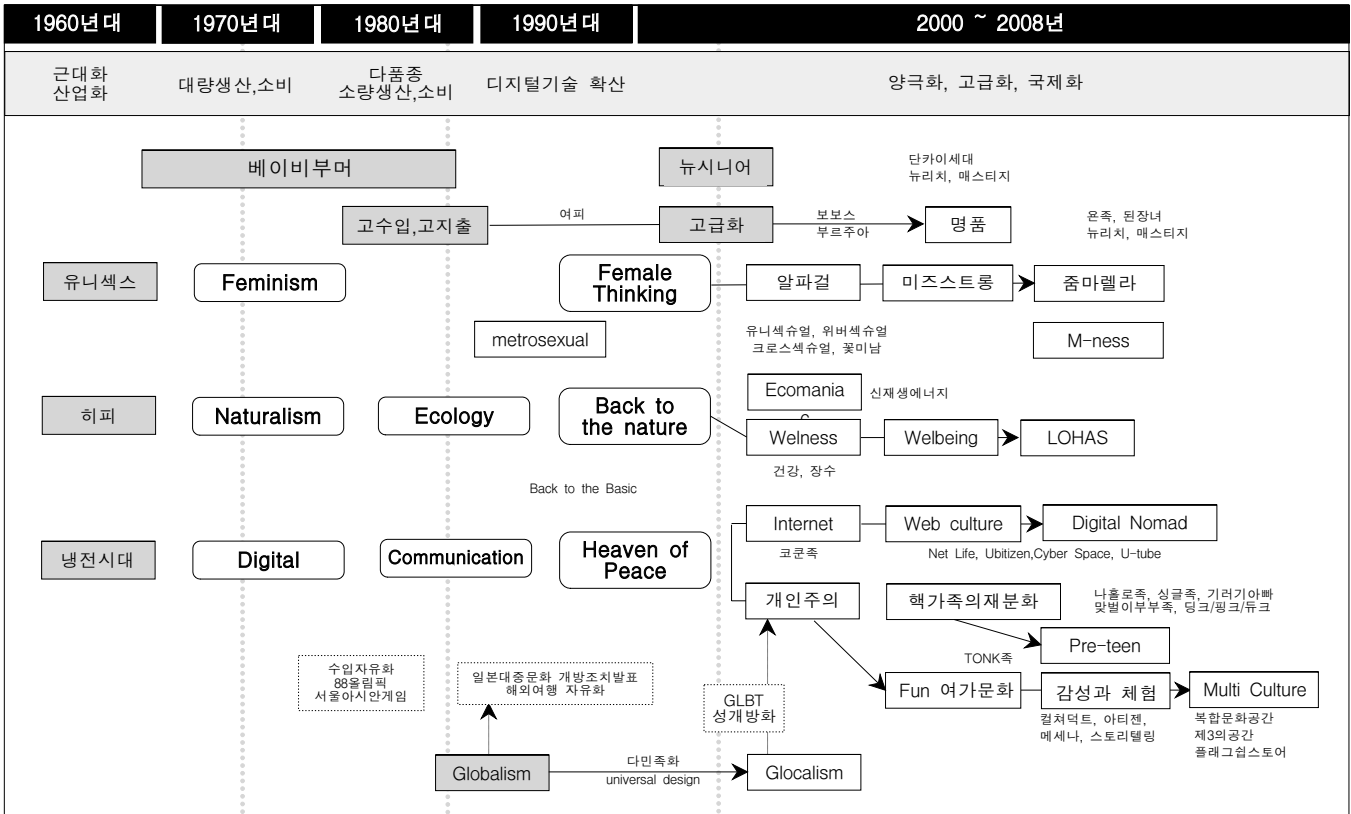 1960년대
1970년대
1980년대
1990년대
2000 ~ 2008년
근대화
산업화
대량생산,소비
다품종
소량생산,소비
디지털기술 확산
양극화, 고급화, 국제화
베이비부머
뉴시니어
단카이세대
뉴리치, 매스티지
고수입,고지출
여피
고급화
보보스
부르주아
명품
욘족, 된장녀
뉴리치, 매스티지
유니섹스
Feminism
Female
Thinking
알파걸
미즈스트롱
줌마렐라
metrosexual
유니섹슈얼, 위버섹슈얼
크로스섹슈얼, 꽃미남
M-ness
Ecomania
신재생에너지
히피
Naturalism
Ecology
Back to
the nature
Welness
Welbeing
LOHAS
건강, 장수
Back to the Basic
Internet
Web culture
Digital Nomad
코쿤족
Net Life, Ubitizen,Cyber Space, U-tube
냉전시대
Digital
Communication
Heaven of
Peace
개인주의
핵가족의재분화
나홀로족, 싱글족, 기러기아빠
맞벌이부부족, 딩크/핑크/듀크
Pre-teen
TONK족
수입자유화
88올림픽
서울아시안게임
일본대중문화 개방조치발표
해외여행 자유화
GLBT
성개방화
Fun 여가문화
감성과 체험
Multi Culture
컬쳐덕트, 아티젠,
메세나, 스토리텔링
복합문화공간
제3의공간
플래그쉽스토어
Globalism
다민족화
universal design
Glocalism